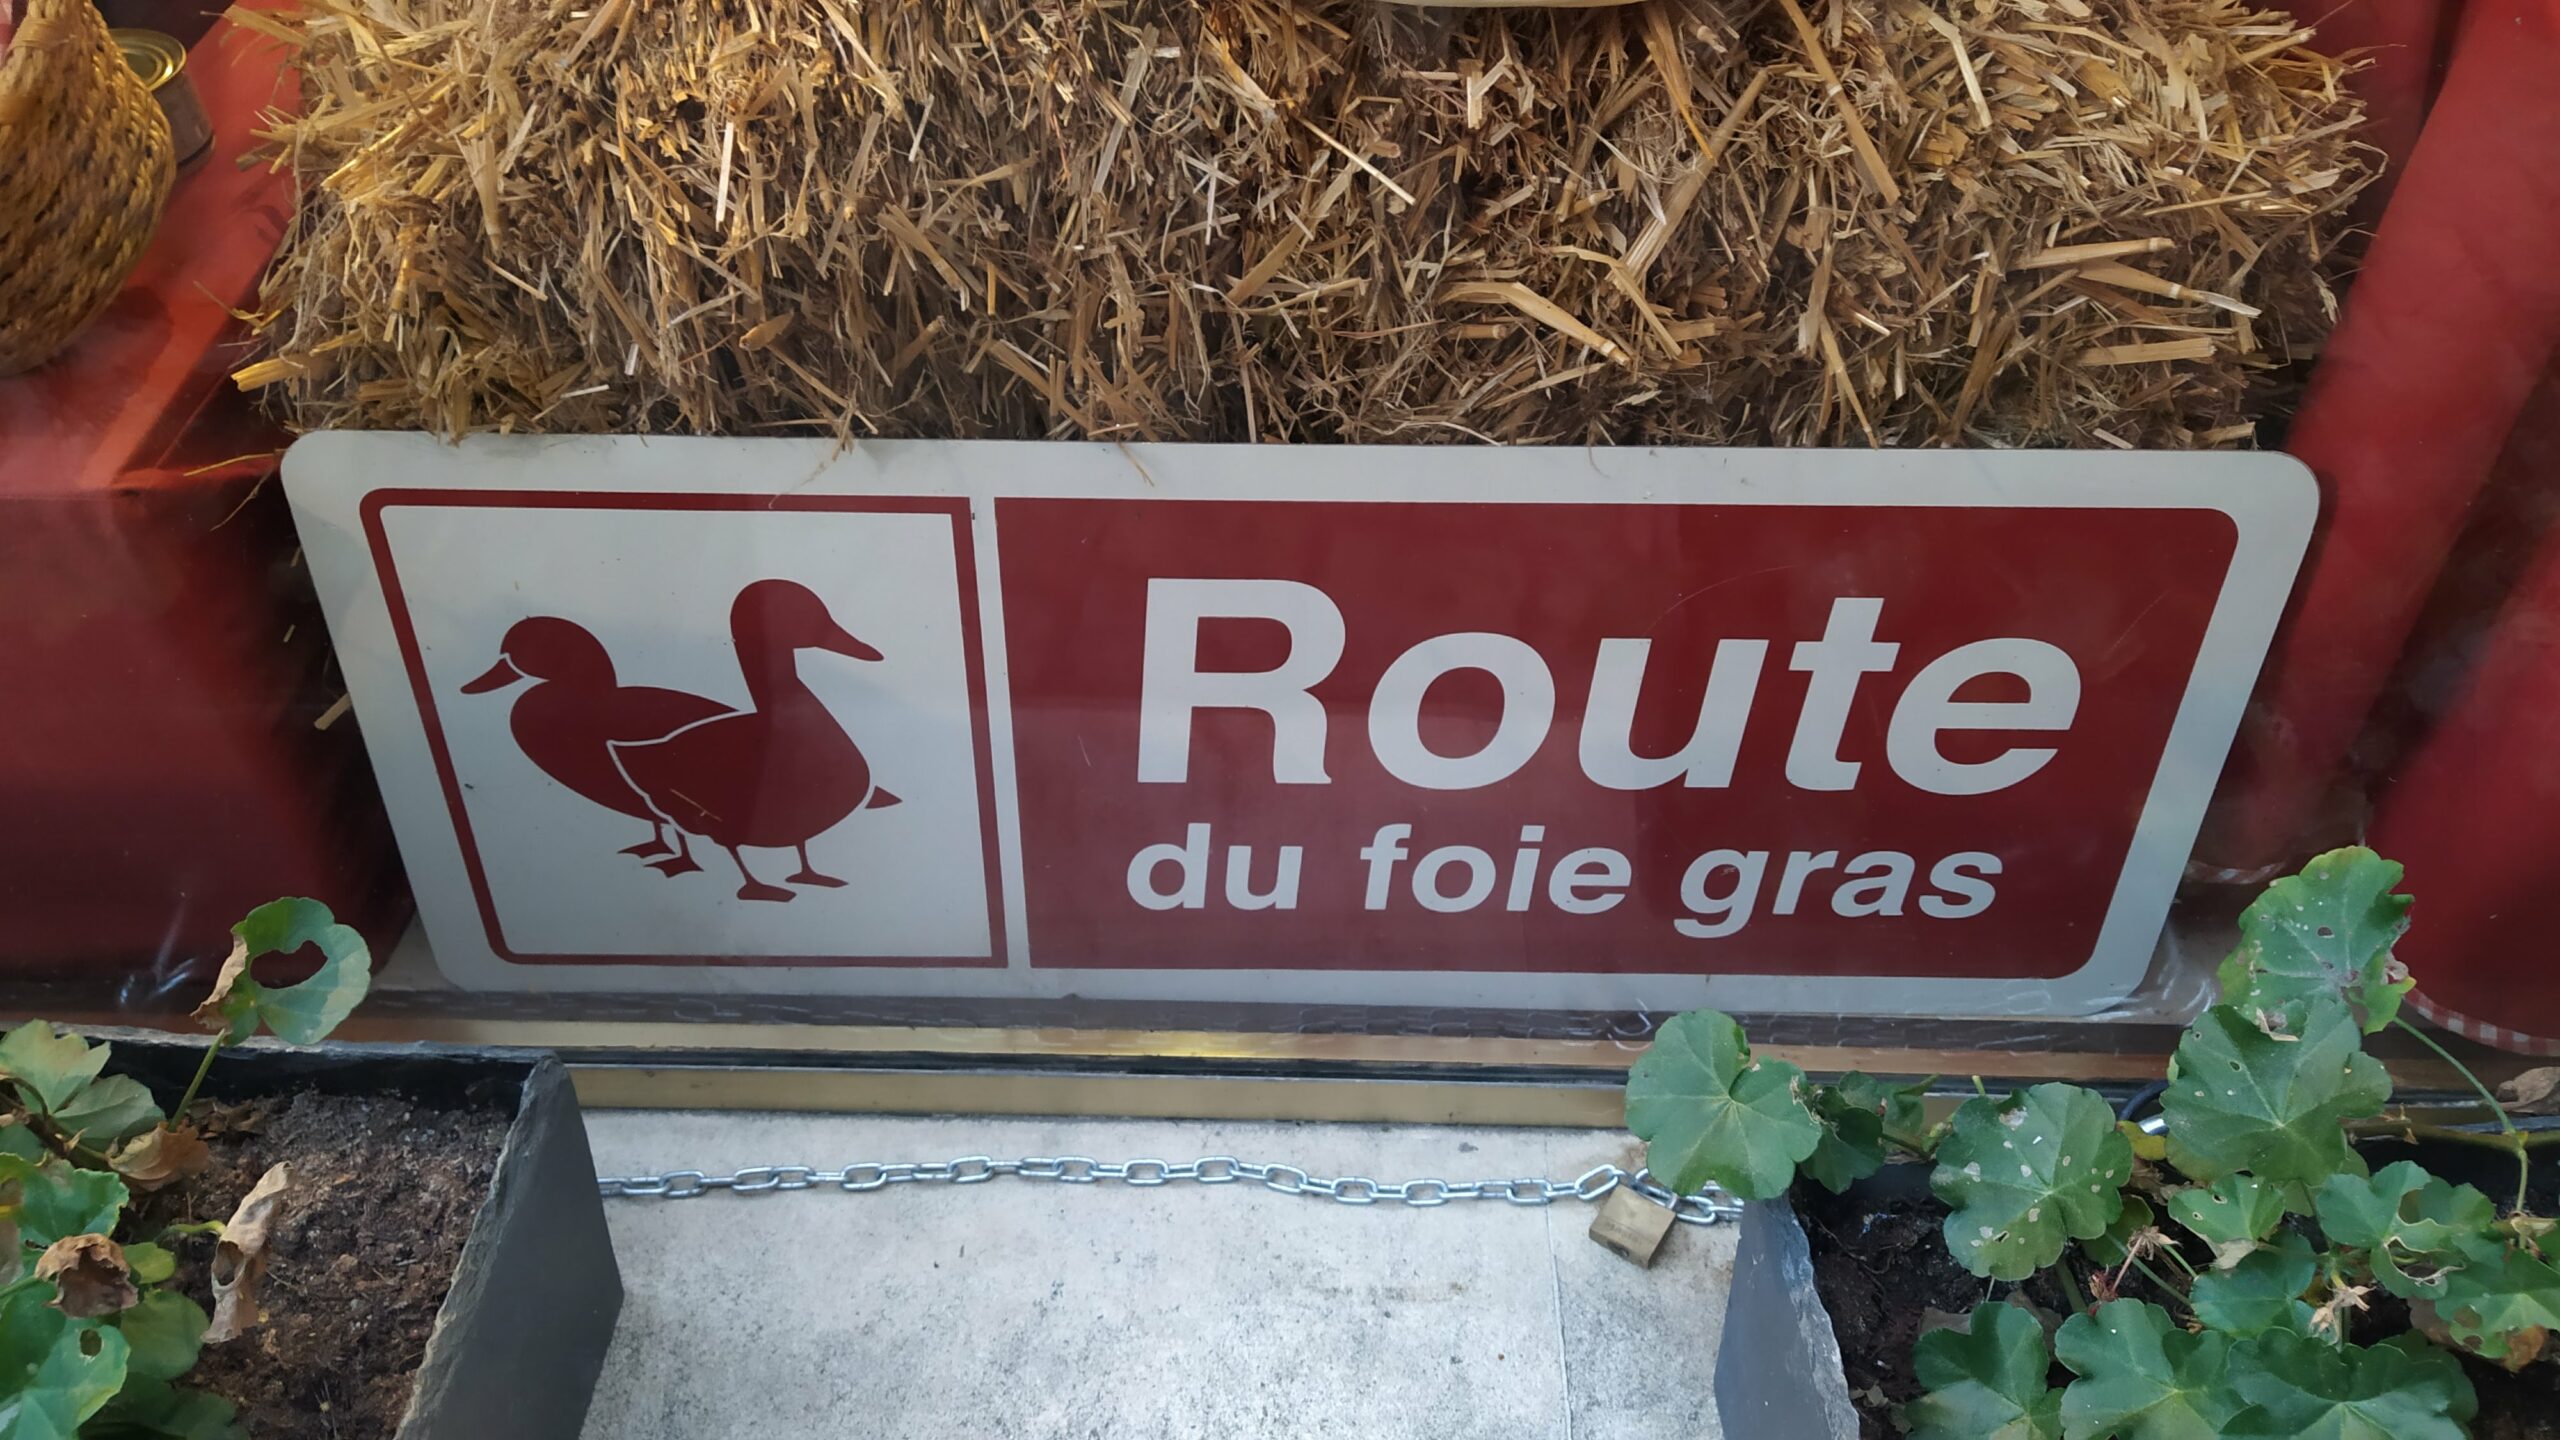 Route
du foie gras